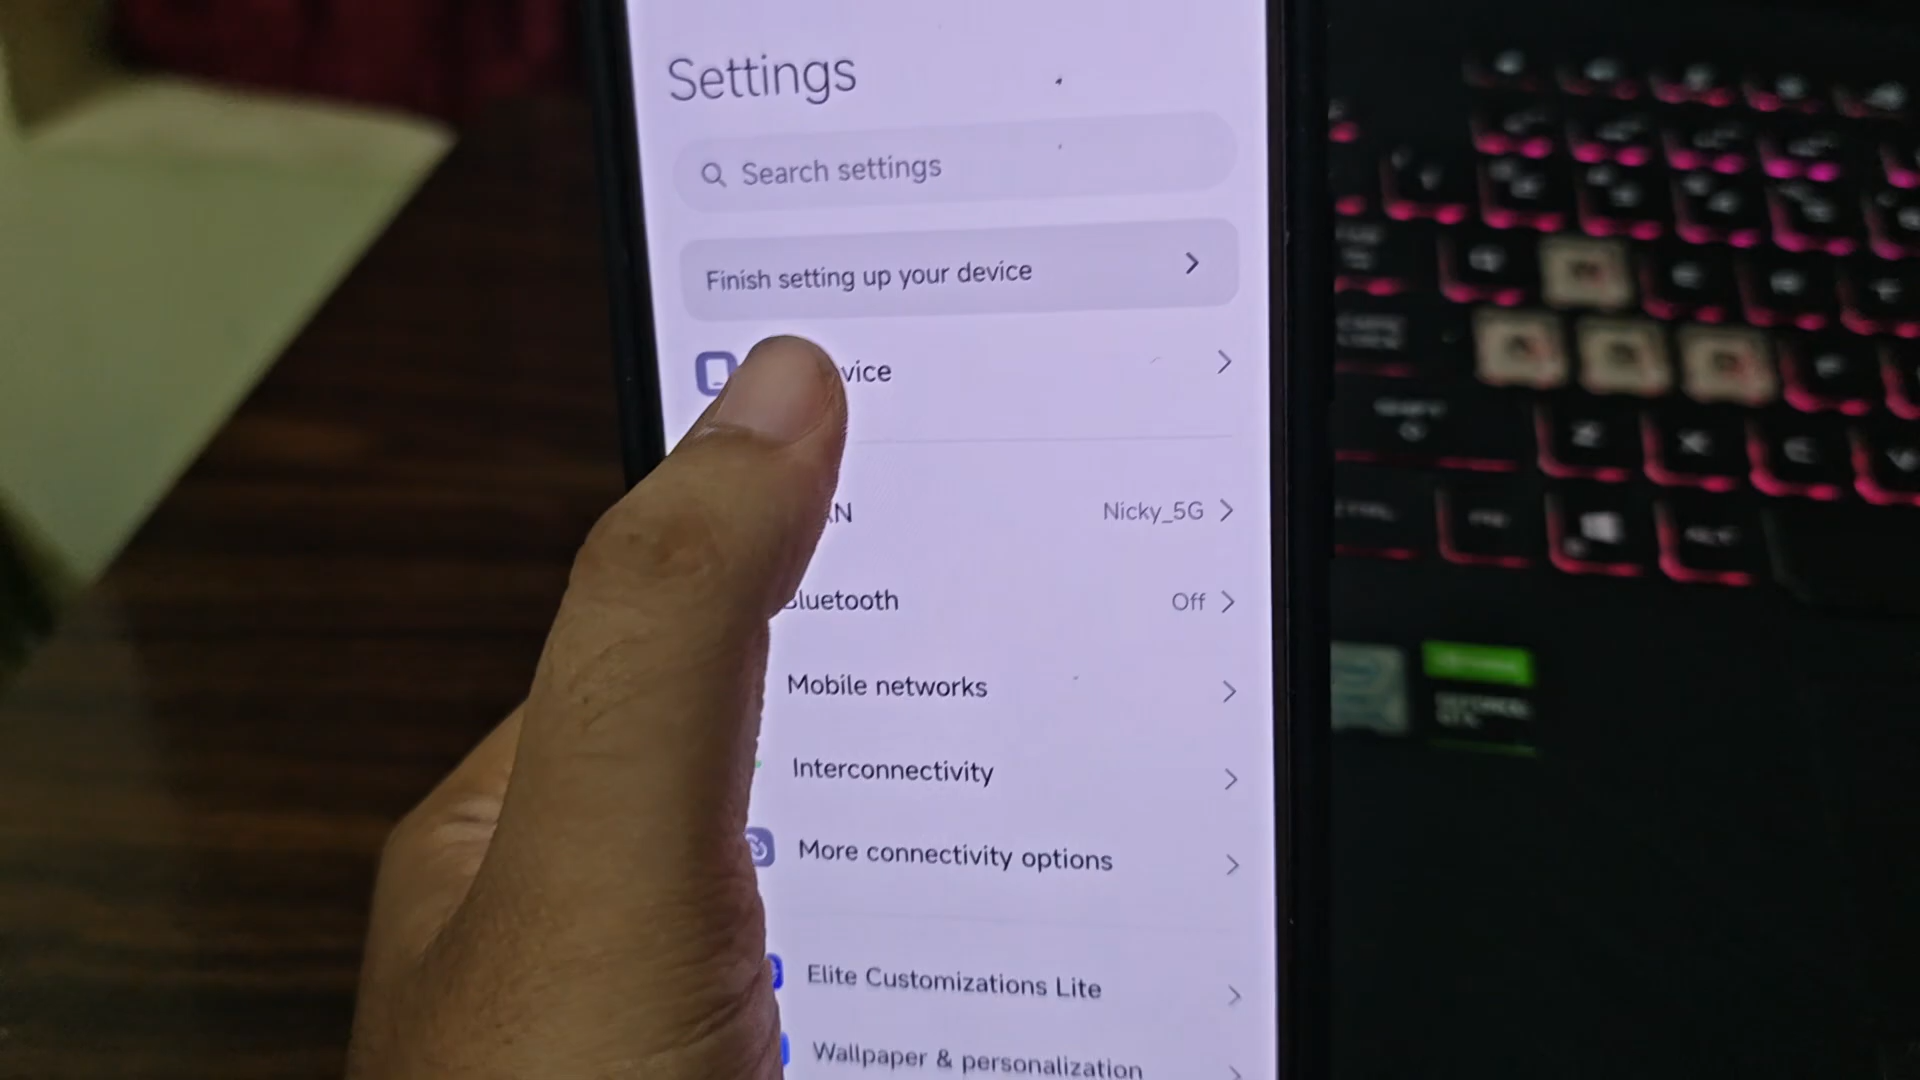 Settings
Search settings
Finish setting up your device
vice
Nicky_5G
luetooth
Off
Mobile networks
Interconnectivity
More connectivity options
Elite Customizations Lite
Wallpaper & personalization